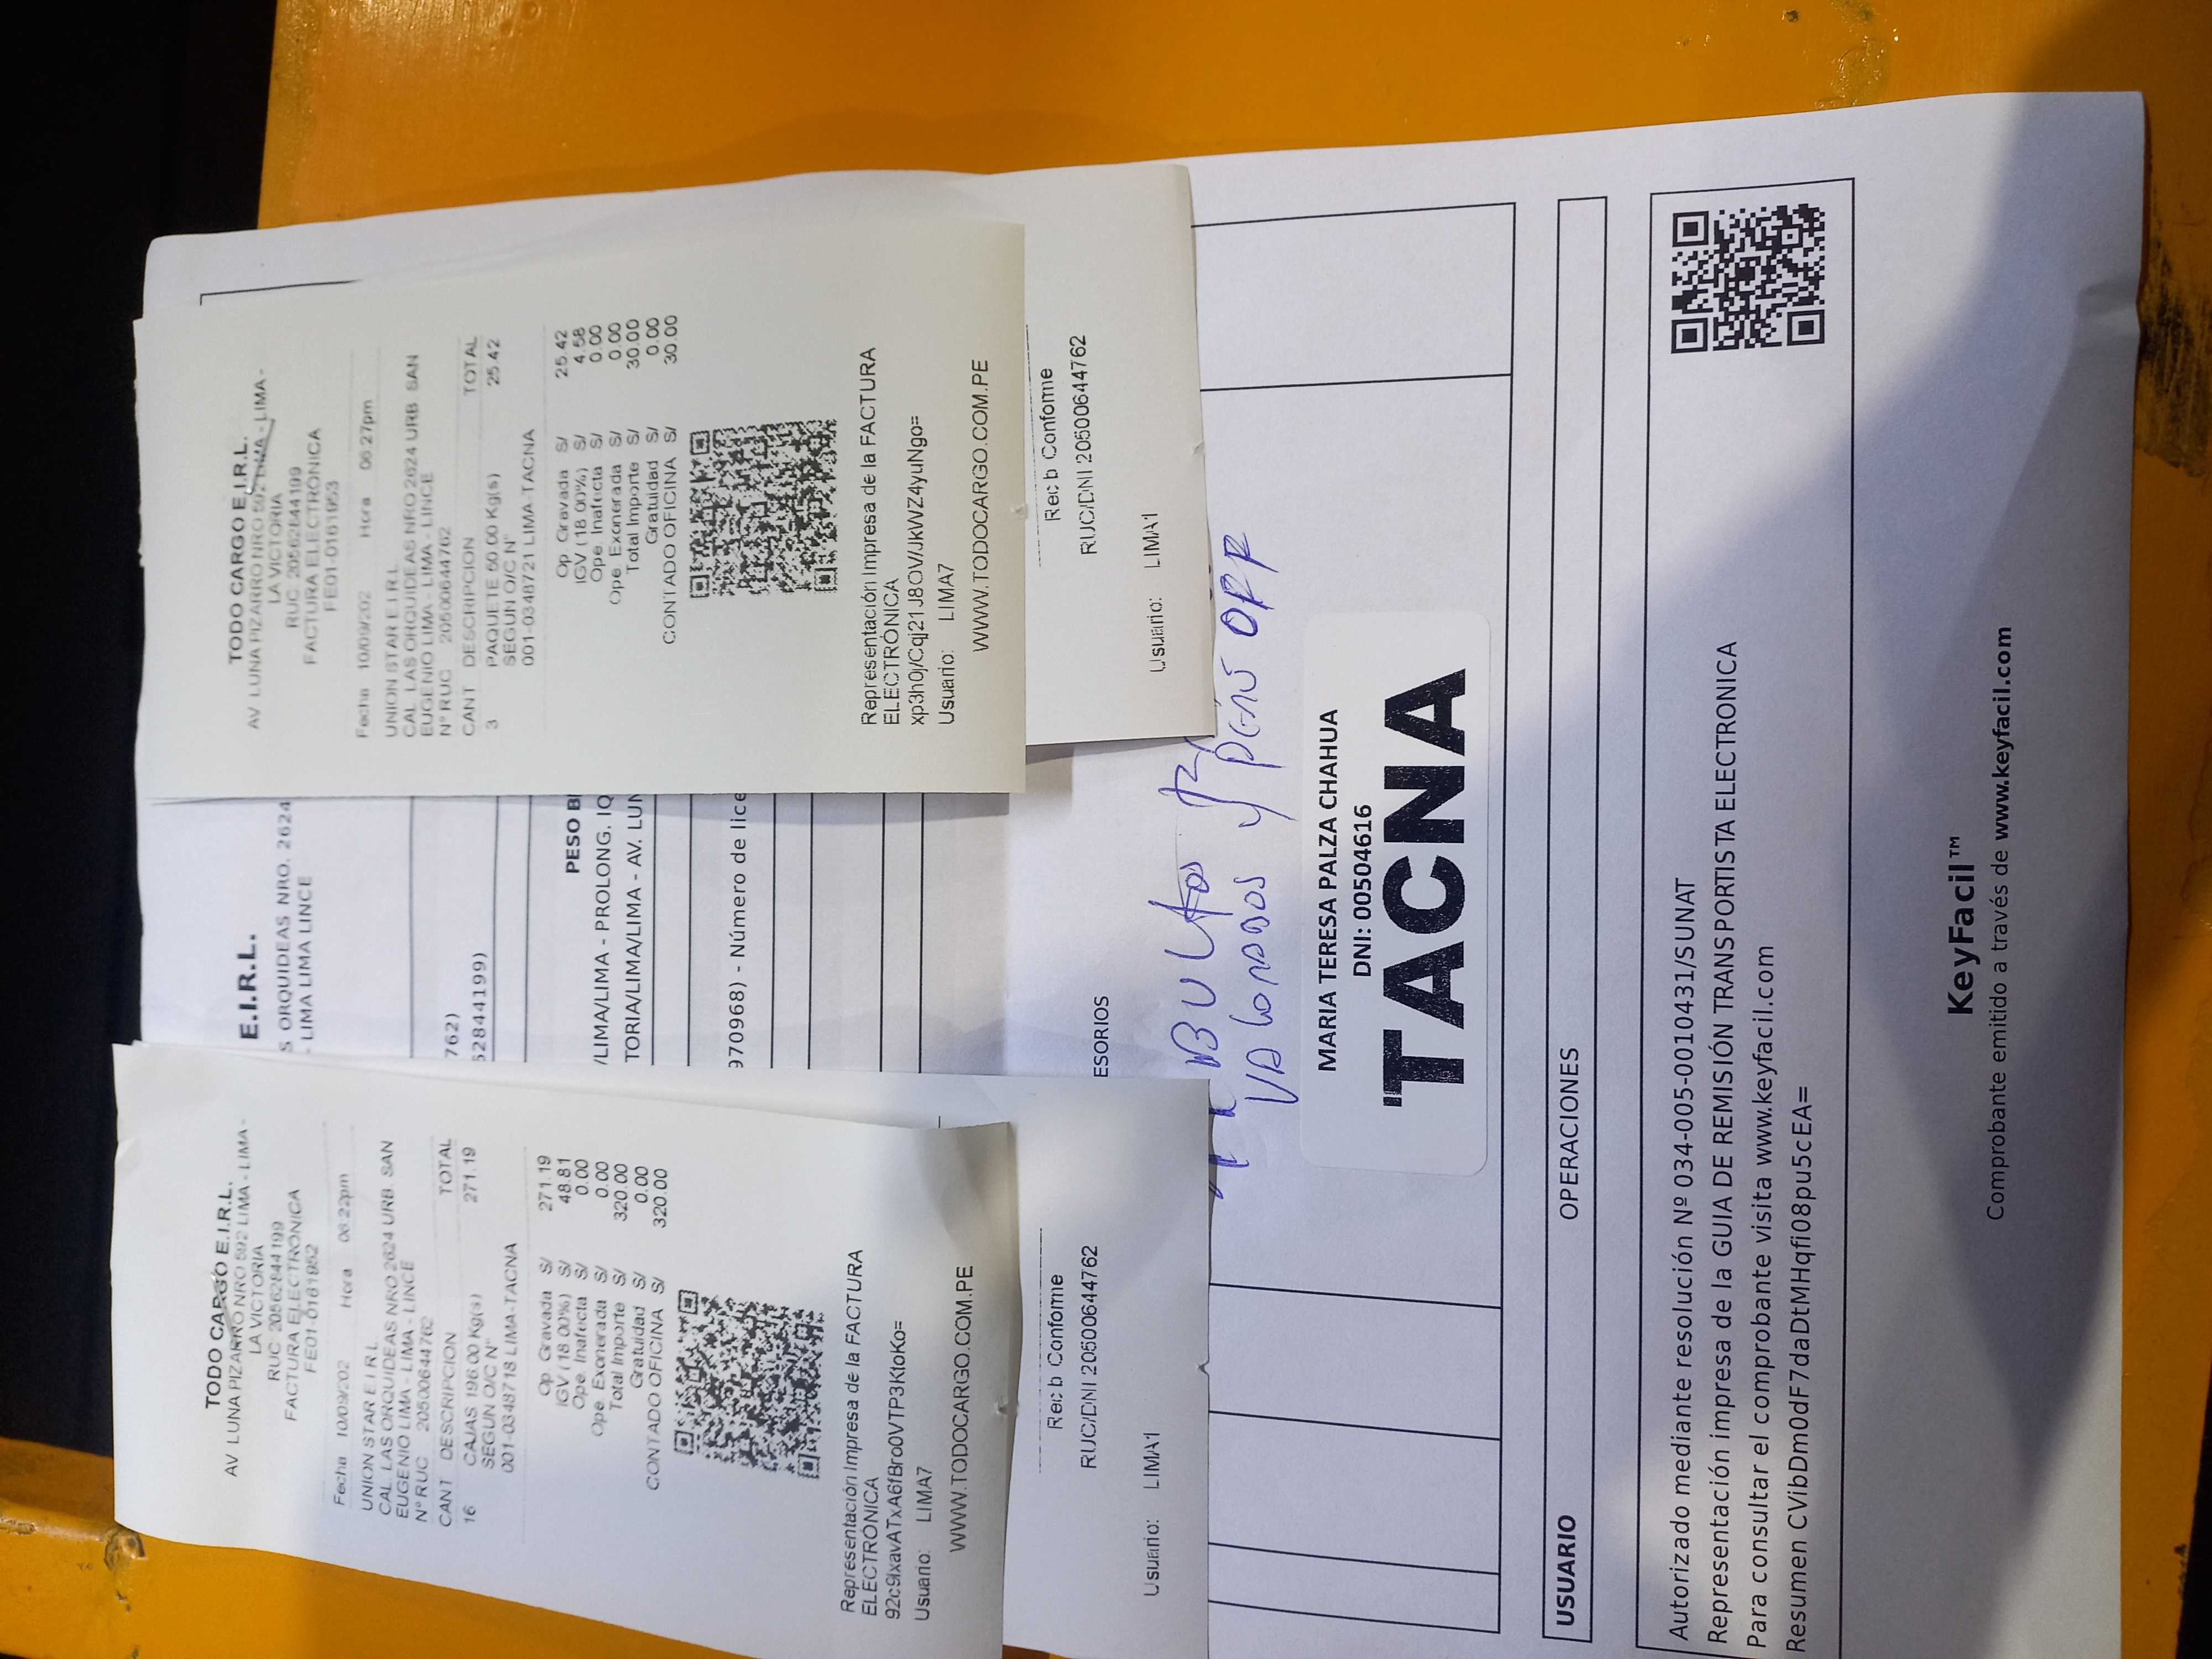 TODO CARGO E.I.R.L.
AV LUNA PIZARRO NRO 592 LIMA - LIMA -
LA VICTORIA
RUC 20562844199
FACTURA ELECTRÓNICA
FE01-0161952
Fecha 10/09/202 Hora 06:22pm
UNION STAR E I R L
CAL LAS ORQUIDEAS NRO 2624 URB. SAN
EUGENIO LIMA - LIMA - LINCE
N° RUC 20500644762
CANT DESCRIPCION TOTAL
16 CAJAS 196.00 Kg(s) 271.19
SEGUN O/C N°
001-0348718 LIMA-TACNA
Op Gravada S/ 271.19
IGV (18 00%) S/ 48.81
Ope. Inafecta S/ 0.00
Ope Exonerada S/ 0.00
Total Importe S/ 320.00
Gratuidad S/ 0.00
CONTADO OFICINA S/ 320.00
Representación Impresa de la FACTURA
ELECTRÓNICA
Usuario: LIMA7
WWW.TODOCARGO.COM.PE
Conforme
RUC/DNI 20500644762
Usuario: LIMA1
TODO CARGO E.I.R.L.
AV LUNA PIZARRO NRO 592 LIMA - LIMA -
LA VICTORIA
RUC 20562844199
FACTURA ELECTRÓNICA
FE01-0161953
Fecha 10/09/202 Hora 06:27pm
UNION STAR E I R L
CAL LAS ORQUIDEAS NRO 2624 URB SAN
EUGENIO LIMA - LIMA - LINCE
N° RUC 20500644762
CANT DESCRIPCION TOTAL
3 PAQUETE 50.00 Kg(s) 25.42
SEGUN O/C N°
001-0348721 LIMA-TACNA
Op Gravada S/ 25.42
IGV (18 00%) S/ 4.58
Ope. Inafecta S/ 0.00
Ope Exonerada S/ 0.00
Total Importe S/ 30.00
Gratuidad S/ 0.00
CONTADO OFICINA S/ 30.00
Representación Impresa de la FACTURA
ELECTRÓNICA
Usuario: LIMA7
WWW.TODOCARGO.COM.PE
Conforme
RUC/DNI 20500644762
Usuario: LIMA1
E.I.R.L.
S ORQUIDEAS NRO. 2624
- LIMA LIMA LINCE
762)
62844199)
PESO B
/LIMA/LIMA - PROLONG. IQ
TORIA/LIMA/LIMA - AV. LUN
970968) - Número de lice
ESORIOS
BULtos
MARIA TERESA PALZA CHAHUA
DNI: 00504616
TACNA
USUARIO OPERACIONES
Autorizado mediante resolución Nº 034-005-0010431/SUNAT
Representación impresa de la GUIA DE REMISIÓN TRANSPORTISTA ELECTRONICA
Para consultar el comprobante visita www.keyfacil.com
Resumen CVibDm0dF7daDtMHqfi08pu5cEA=
KeyFacil™
Comprobante emitido a través de www.keyfacil.com